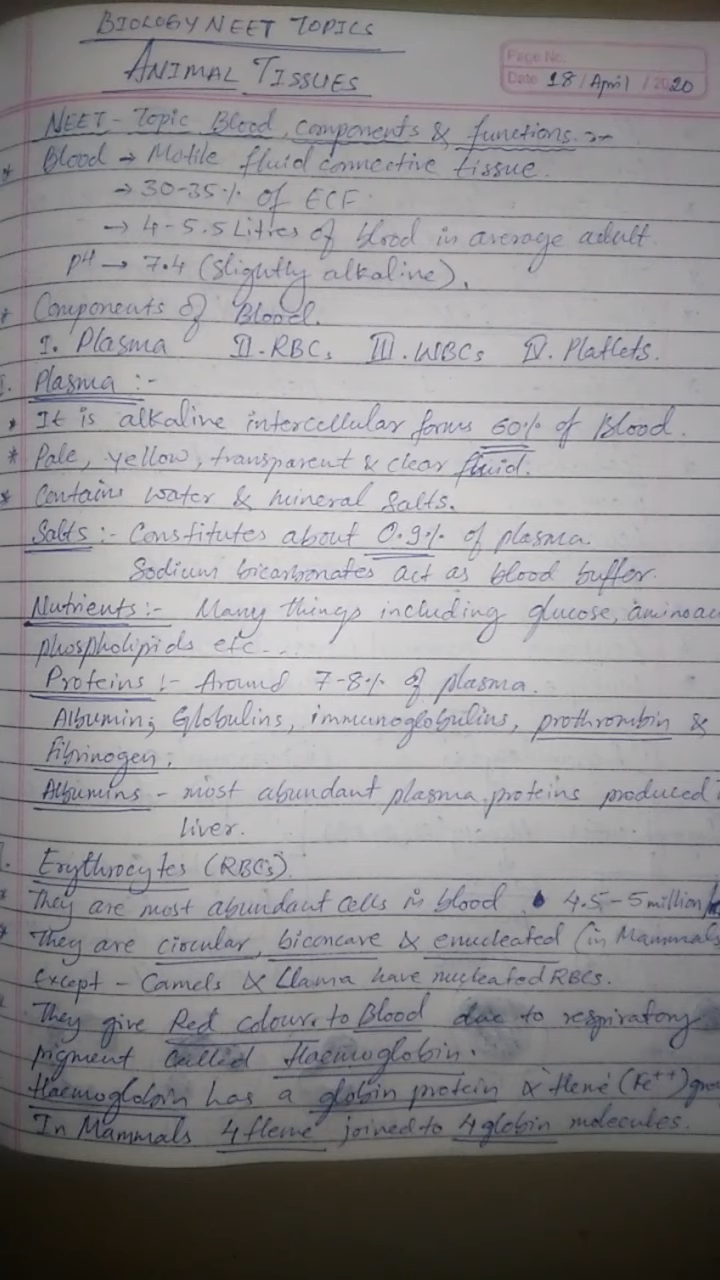 BIOLOGY NEET TOPICS
ANIMAL TISSUES
Page No.
Date 18 / April / 2020
NEET - Topic Blood, components & functions :-
* Blood → Motile fluid connective tissue.
→ 30-35% of ECF
→ 4-5.5 Litres of blood in average adult.
pH → 7.4 (slightly alkaline).
* Components of Blood.
I. Plasma II. RBCs III. WBCs IV. Platlets.
I. Plasma :-
* It is alkaline intercellular forms 60% of Blood.
* Pale, yellow, transparent & clear fluid.
* Contains water & mineral salts.
Salts :- Constitutes about 0.9% of plasma.
Sodium bicarbonates act as blood buffer.
Nutrients :- Many things including glucose, aminoac
phospholipids etc....
Proteins :- Around 7-8% of plasma.
Albumin, Globulins, immunoglobulins, prothrombin &
Fibrinogen.
Albumins - most abundant plasma proteins produced
liver.
Erythrocytes (RBCs).
* They are most abundant cells in blood 4.5-5 million/
* They are circular, biconcave & enucleated (in Mammals
Except - Camels & Llama have nucleated RBCs.
They give Red colour to Blood due to respiratory
pigment called Haemoglobin.
Haemoglobin has a globin protein & Heme (Fe++)
In Mammals 4 Heme joined to 4 globin molecules.